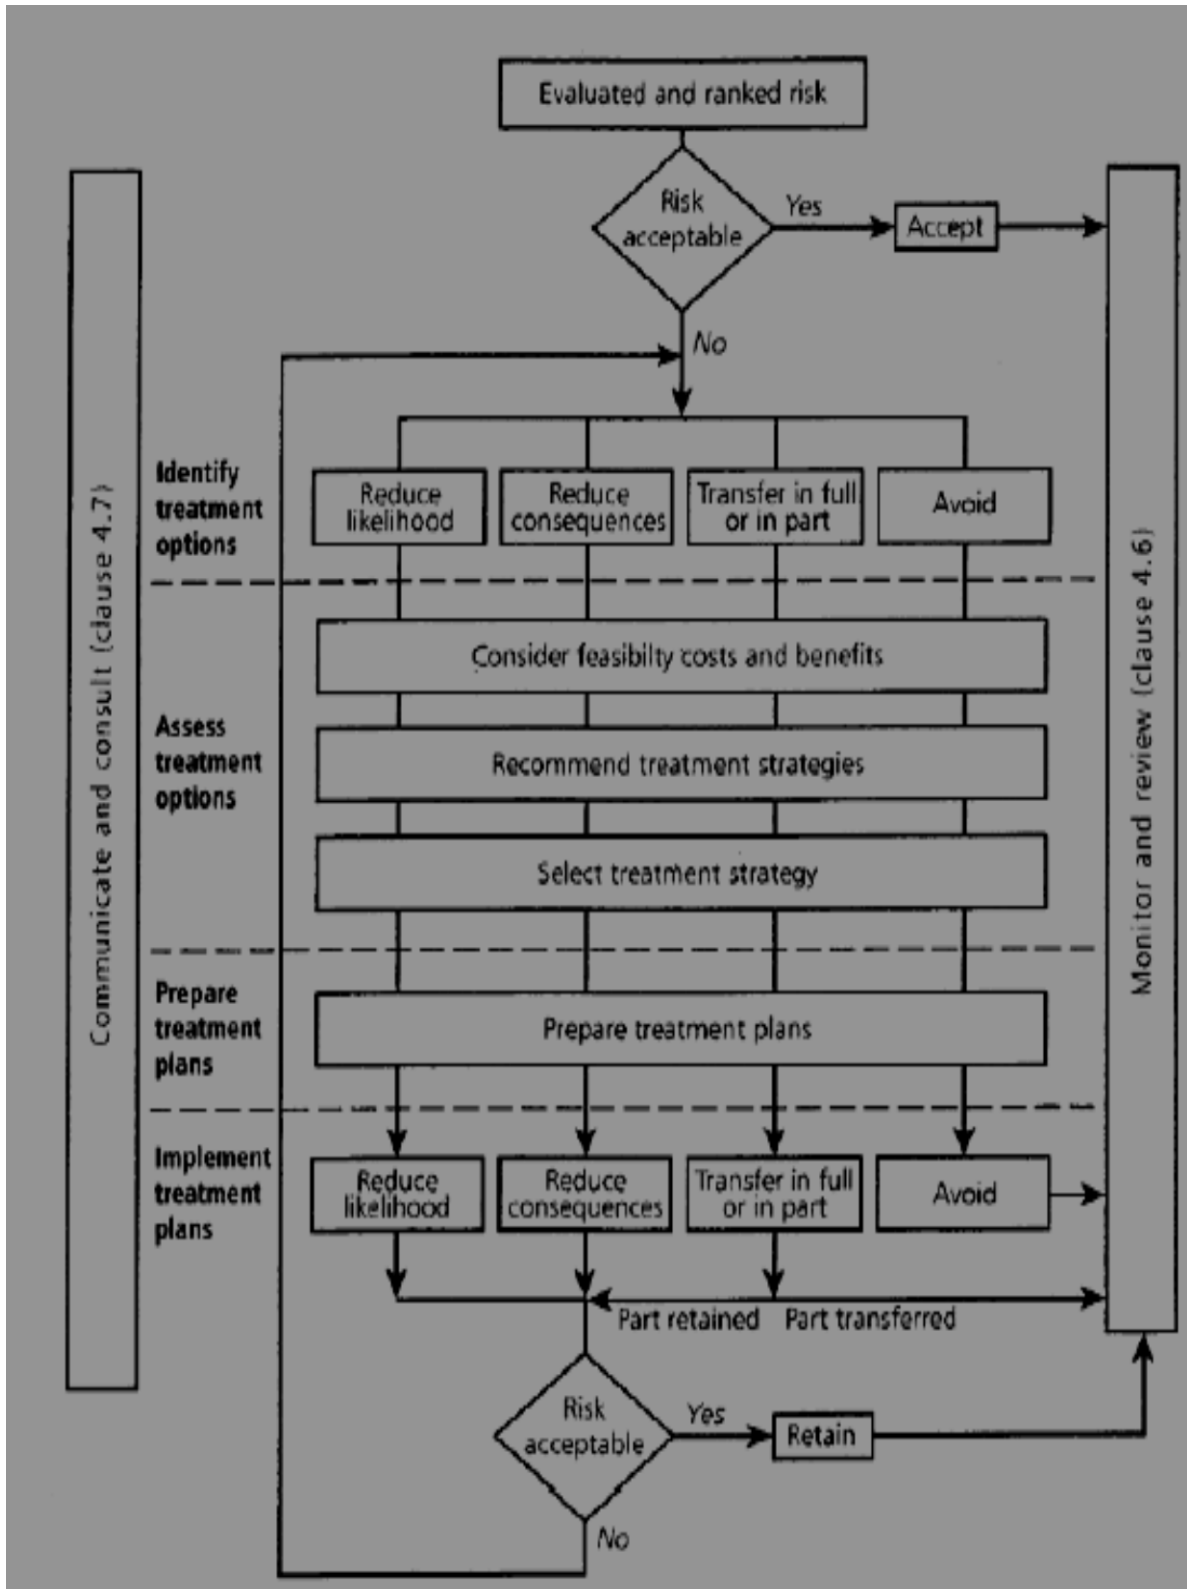 Evaluated and ranked risk
Risk
acceptable
Yes
Accept
No
Communicate and consult (clause 4.7)
Monitor and review (clause 4.6)
Identify
treatment
options
Reduce
likelihood
Reduce
consequences
Transfer in full
or in part
Avoid
Assess
treatment
options
Consider feasibilty costs and benefits
Recommend treatment strategies
Select treatment strategy
Prepare
treatment
plans
Prepare treatment plans
Implement
treatment
plans
Reduce
likelihood
Reduce
consequences
Transfer in full
or in part
Avoid
Part retained
Part transferred
Risk
acceptable
Yes
Retain
No